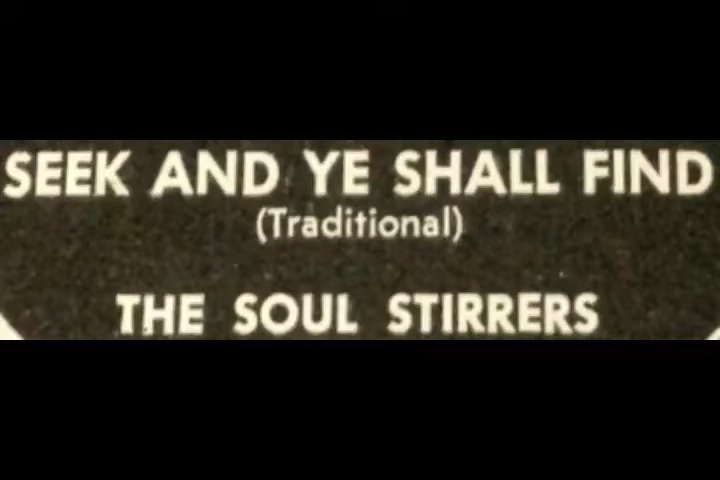 SEEK AND YE SHALL FIND
(Traditional)
THE SOUL STIRRERS